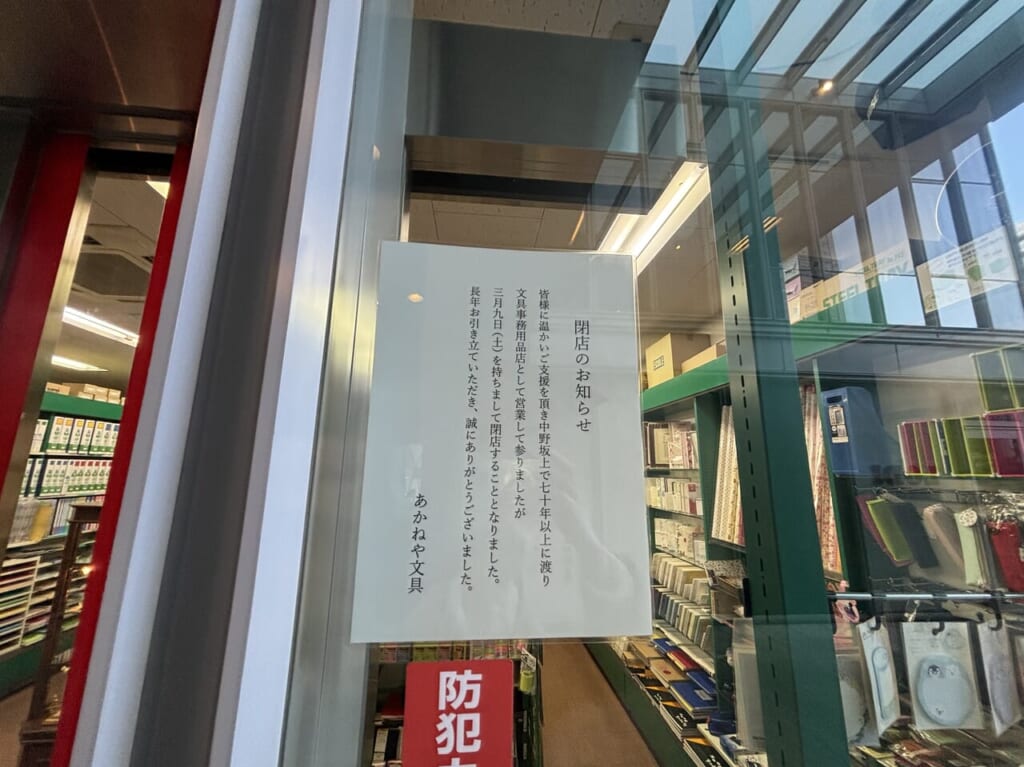 閉店のお知らせ
皆様に温かいご支援を頂き中野坂上で七十年以上に渡り
文具事務用品店として営業して参りましたが
三月九日(土)を持ちまして閉店することとなりました。
長年お引き立ていただき、誠にありがとうございました。
あかねや文具
防犯